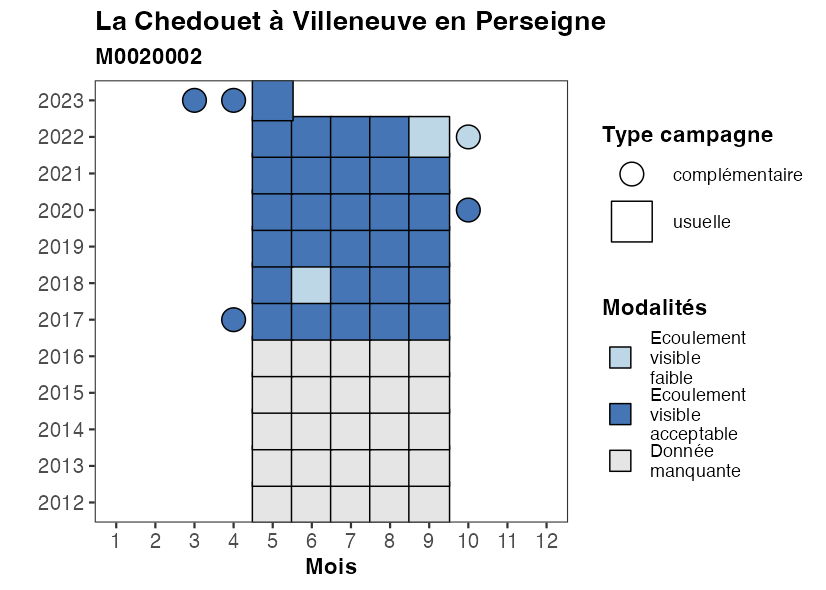 La Chedouet à Villeneuve en Perseigne
M0020002
2023
2022
2021
2020
2019
2018
2017
2016
2015
2014
2013
2012
1 2 3 4 5 6 7 8 9 10 11 12
Mois
Type campagne
complémentaire
usuelle
Modalités
Ecoulement
visible
faible
Ecoulement
visible
acceptable
Donnée
manquante